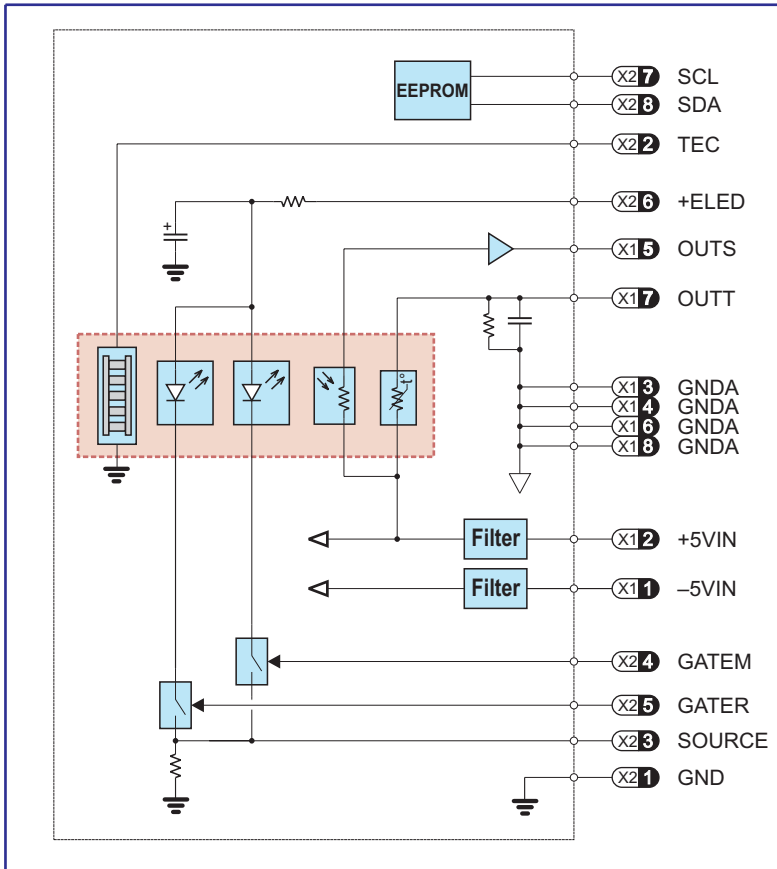 EEPROM
X2 7 SCL
X2 8 SDA
X2 2 TEC
+
X2 6 +ELED
X1 5 OUTS
X1 7 OUTT
t°
X1 3 GNDA
X1 4 GNDA
X1 6 GNDA
X1 8 GNDA
Filter X1 2 +5VIN
Filter X1 1 –5VIN
X2 4 GATEM
X2 5 GATER
X2 3 SOURCE
X2 1 GND